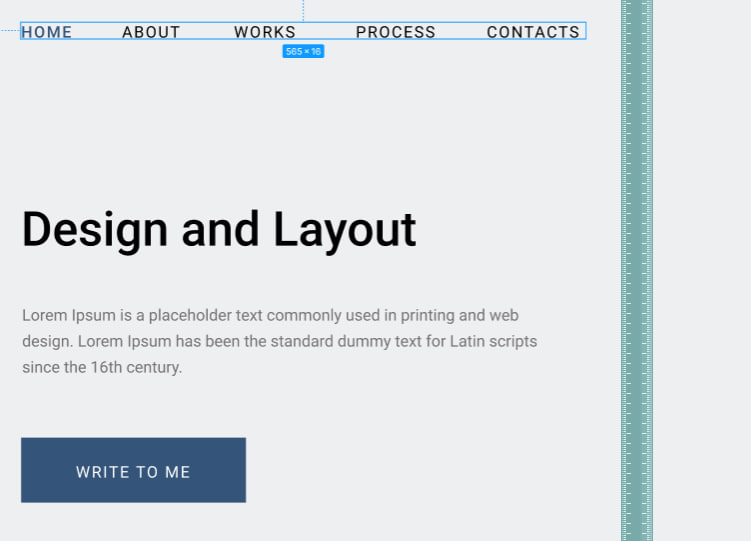 HOME ABOUT WORKS PROCESS CONTACTS
565 × 16
Design and Layout
Lorem Ipsum is a placeholder text commonly used in printing and web
design. Lorem Ipsum has been the standard dummy text for Latin scripts
since the 16th century.
WRITE TO ME